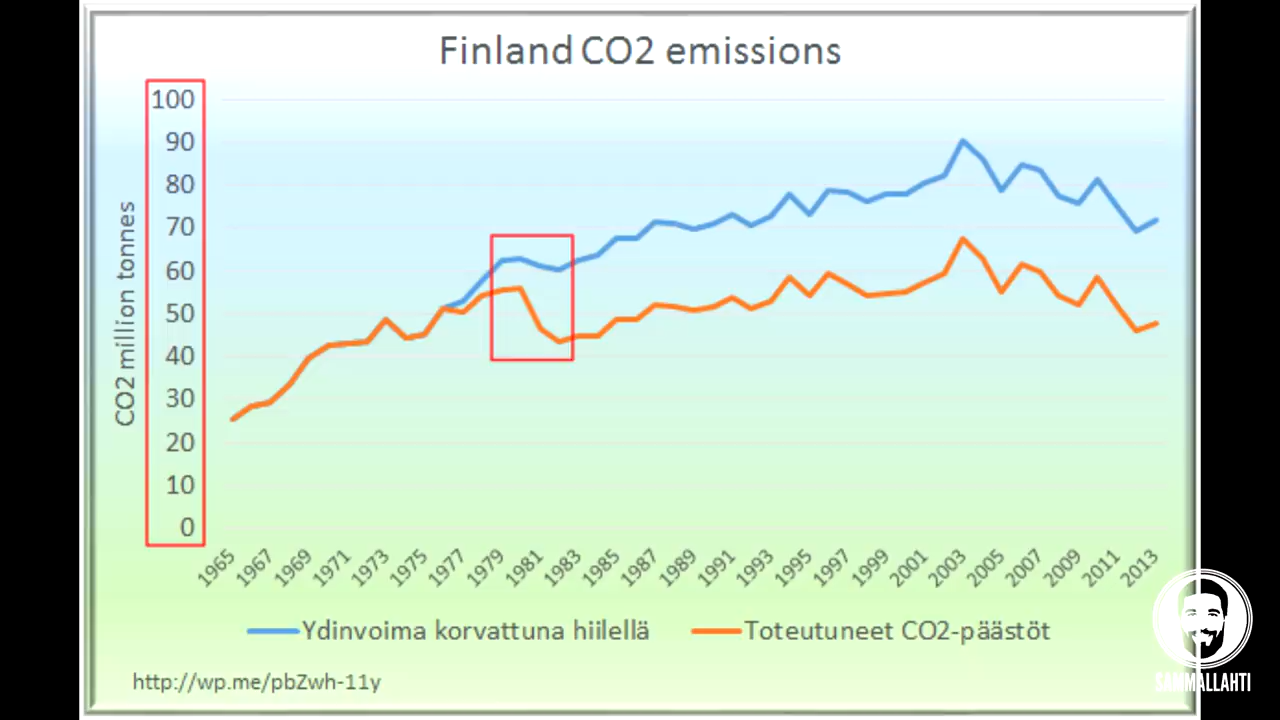 Finland CO2 emissions
100
90
80
70
60
50
40
30
20
10
0
CO2 million tonnes
1965 1967 1969 1971 1973 1975 1977 1979 1981 1983 1985 1987 1989 1991 1993 1995 1997 1999 2001 2003 2005 2007 2009 2011 2013
Ydinvoima korvattuna hiilellä Toteutuneet CO2-päästöt
http://wp.me/pbZwh-11y
SAMMALLAHTI